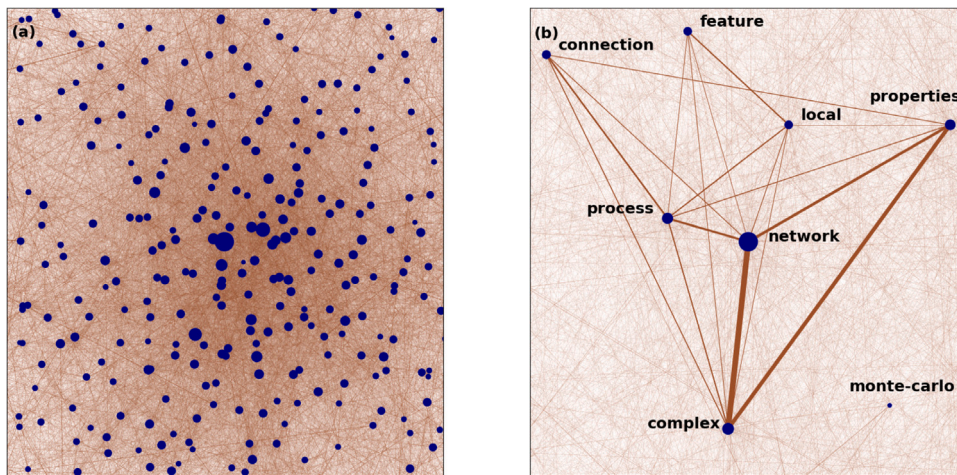 (a)
(b)
feature
connection
properties
local
process
network
monte-carlo
complex